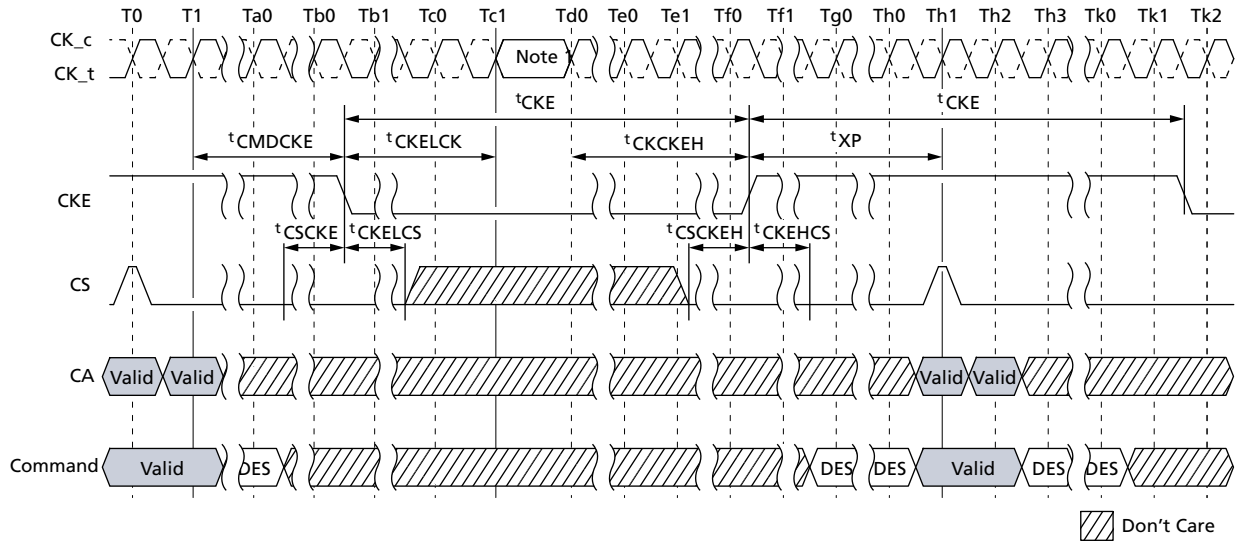 T0 T1 Ta0 Tb0 Tb1 Tc0 Tc1 Td0 Te0 Te1 Tf0 Tf1 Tg0 Th0 Th1 Th2 Th3 Tk0 Tk1 Tk2
CK_c
CK_t
Note 1
tCKE tCKE
tCMDCKE tCKELCK tCKCKEH tXP
CKE
tCSCKE tCKELCS tCSCKEH tCKEHCS
CS
CA Valid Valid Valid Valid
Command Valid DES DES DES Valid DES DES
Don't Care